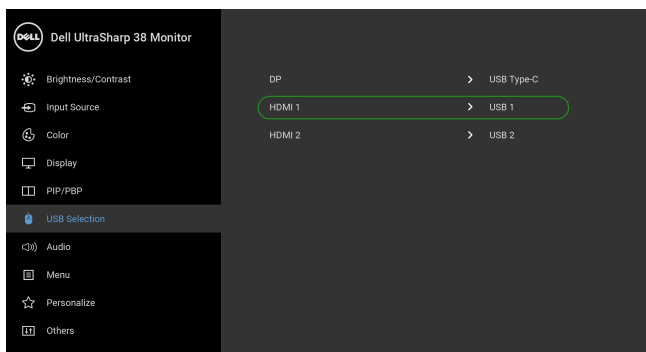 DELL Dell UltraSharp 38 Monitor
Brightness/Contrast
DP > USB Type-C
Input Source
HDMI 1 > USB 1
Color
HDMI 2 > USB 2
Display
PIP/PBP
USB Selection
Audio
Menu
Personalize
Others